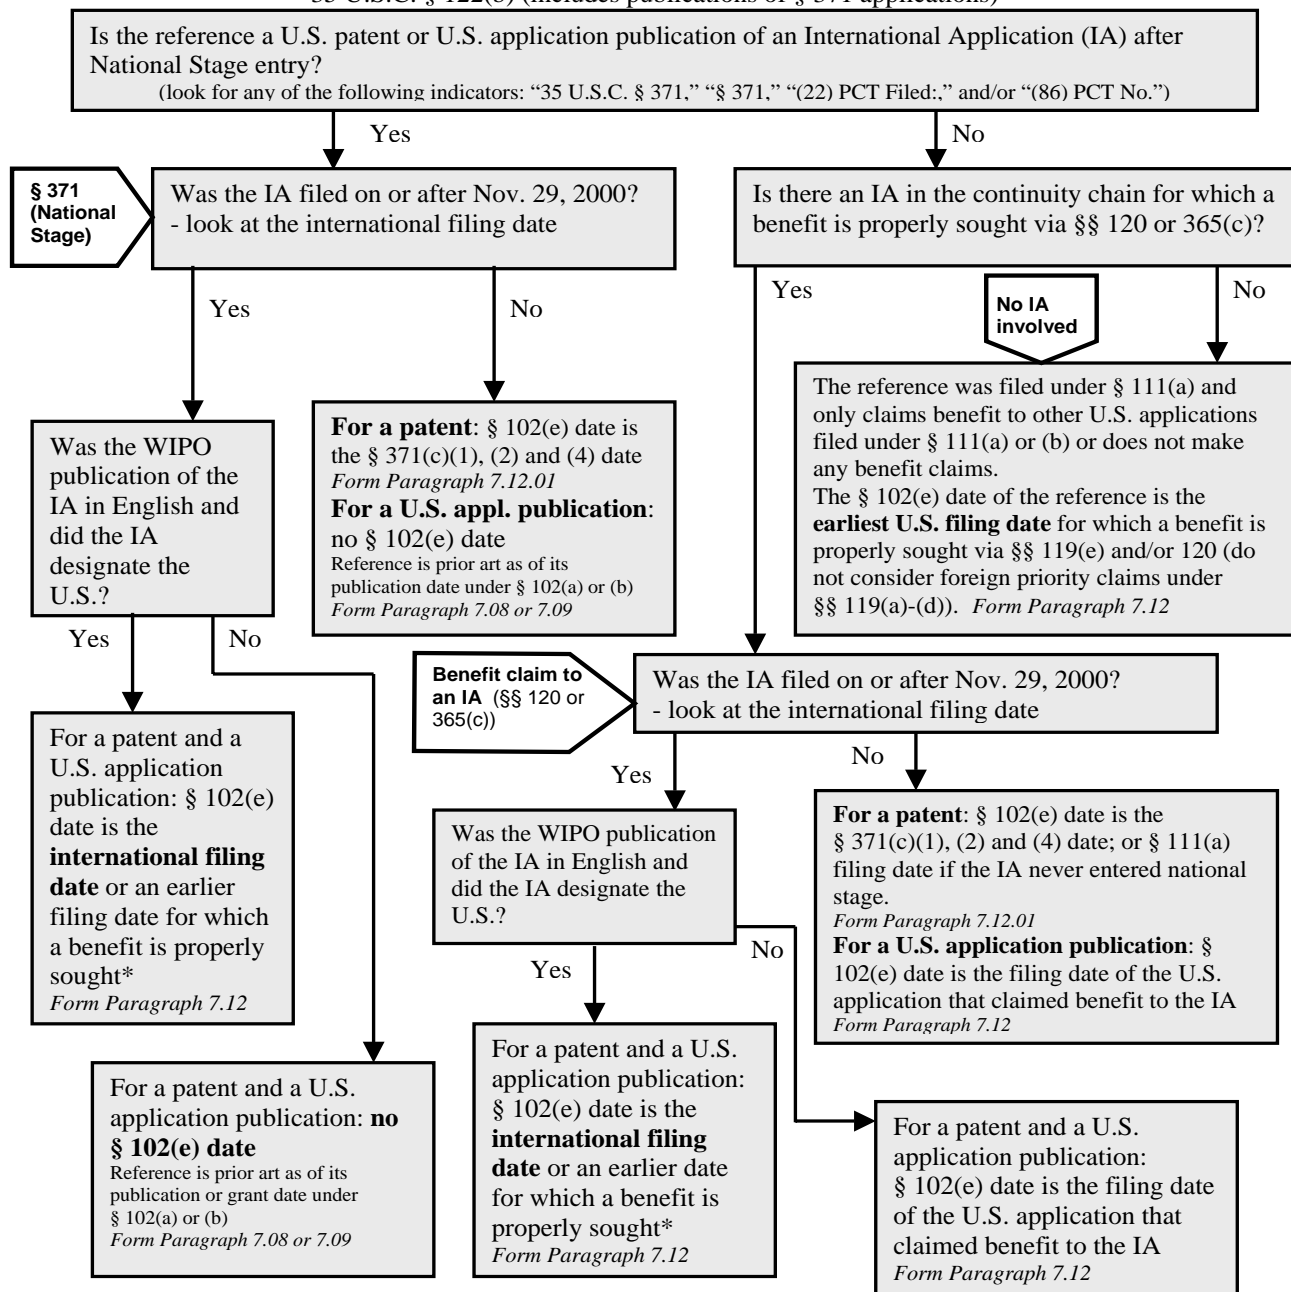 35 U.S.C. § 122(b) (includes publications of § 371 applications)
Is the reference a U.S. patent or U.S. application publication of an International Application (IA) after
National Stage entry?
(look for any of the following indicators: “35 U.S.C. § 371,” “§ 371,” “(22) PCT Filed:,” and/or “(86) PCT No.”)
Yes
No
§ 371
(National
Stage)
Was the IA filed on or after Nov. 29, 2000?
- look at the international filing date
Is there an IA in the continuity chain for which a
benefit is properly sought via §§ 120 or 365(c)?
Yes
No
Yes
No
No IA
involved
Was the WIPO
publication of the
IA in English and
did the IA
designate the
U.S.?
For a patent: § 102(e) date is
the § 371(c)(1), (2) and (4) date
Form Paragraph 7.12.01
For a U.S. appl. publication:
no § 102(e) date
Reference is prior art as of its
publication date under § 102(a) or (b)
Form Paragraph 7.08 or 7.09
The reference was filed under § 111(a) and
only claims benefit to other U.S. applications
filed under § 111(a) or (b) or does not make
any benefit claims.
The § 102(e) date of the reference is the
earliest U.S. filing date for which a benefit is
properly sought via §§ 119(e) and/or 120 (do
not consider foreign priority claims under
§§ 119(a)-(d)). Form Paragraph 7.12
Yes
No
Benefit claim to
an IA (§§ 120 or
365(c))
Was the IA filed on or after Nov. 29, 2000?
- look at the international filing date
Yes
No
For a patent and a
U.S. application
publication: § 102(e)
date is the
international filing
date or an earlier
filing date for which
a benefit is properly
sought*
Form Paragraph 7.12
Was the WIPO publication
of the IA in English and
did the IA designate the
U.S.?
For a patent: § 102(e) date is the
§ 371(c)(1), (2) and (4) date; or § 111(a)
filing date if the IA never entered national
stage.
Form Paragraph 7.12.01
For a U.S. application publication: §
102(e) date is the filing date of the U.S.
application that claimed benefit to the IA
Form Paragraph 7.12
Yes
No
For a patent and a U.S.
application publication: no
§ 102(e) date
Reference is prior art as of its
publication or grant date under
§ 102(a) or (b)
Form Paragraph 7.08 or 7.09
For a patent and a U.S.
application publication:
§ 102(e) date is the
international filing
date or an earlier date
for which a benefit is
properly sought*
Form Paragraph 7.12
For a patent and a U.S.
application publication:
§ 102(e) date is the filing date
of the U.S. application that
claimed benefit to the IA
Form Paragraph 7.12